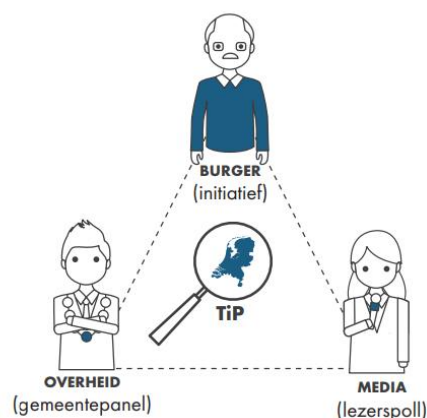 BURGER
(initiatief)
TiP
OVERHEID
(gemeentepanel)
MEDIA
(lezerspoll)